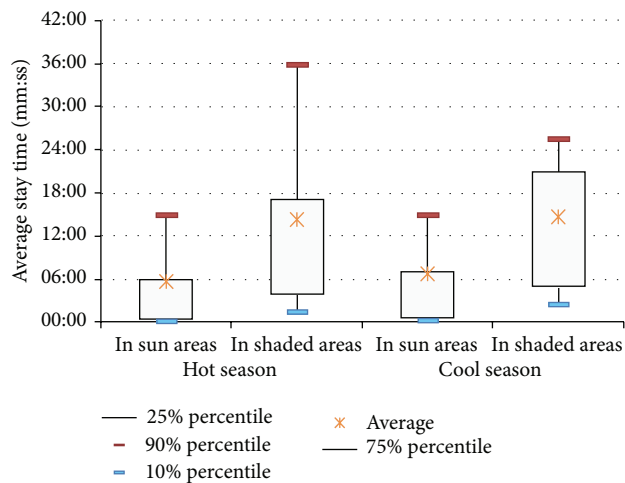 Average stay time (mm:ss)
42:00
36:00
30:00
24:00
18:00
12:00
06:00
00:00
In sun areas In shaded areas In sun areas In shaded areas
Hot season Cool season
25% percentile
90% percentile
10% percentile
Average
75% percentile